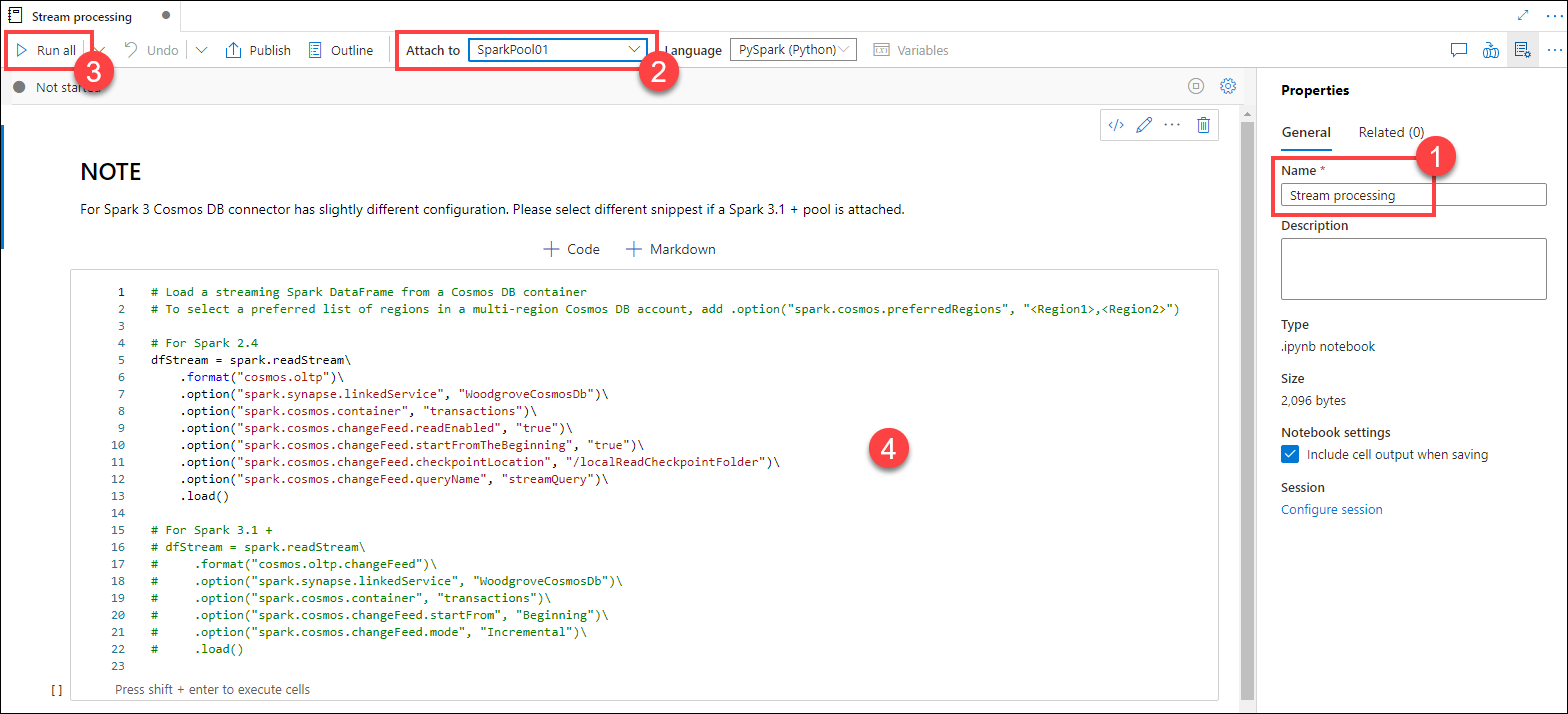 Stream processing
Run all
Undo
Publish
Outline
Attach to
SparkPool01
Language
PySpark (Python)
Variables
3
2
Not started
NOTE
For Spark 3 Cosmos DB connector has slightly different configuration. Please select different snippest if a Spark 3.1 + pool is attached.
Code
Markdown
1 # Load a streaming Spark DataFrame from a Cosmos DB container
2 # To select a preferred list of regions in a multi-region Cosmos DB account, add .option("spark.cosmos.preferredRegions", "<Region1>,<Region2>")
3
4 # For Spark 2.4
5 dfStream = spark.readStream\
6 .format("cosmos.oltp")\
7 .option("spark.synapse.linkedService", "WoodgroveCosmosDb")\
8 .option("spark.cosmos.container", "transactions")\
9 .option("spark.cosmos.changeFeed.readEnabled", "true")\
10 .option("spark.cosmos.changeFeed.startFromTheBeginning", "true")\
11 .option("spark.cosmos.changeFeed.checkpointLocation", "/localReadCheckpointFolder")\
12 .option("spark.cosmos.changeFeed.queryName", "streamQuery")\
13 .load()
14
15 # For Spark 3.1 +
16 # dfStream = spark.readStream\
17 # .format("cosmos.oltp.changeFeed")\
18 # .option("spark.synapse.linkedService", "WoodgroveCosmosDb")\
19 # .option("spark.cosmos.container", "transactions")\
20 # .option("spark.cosmos.changeFeed.startFrom", "Beginning")\
21 # .option("spark.cosmos.changeFeed.mode", "Incremental")\
22 # .load()
23
4
[ ] Press shift + enter to execute cells
Properties
General
Related (0)
1
Name *
Stream processing
Description
Type
.ipynb notebook
Size
2,096 bytes
Notebook settings
Include cell output when saving
Session
Configure session